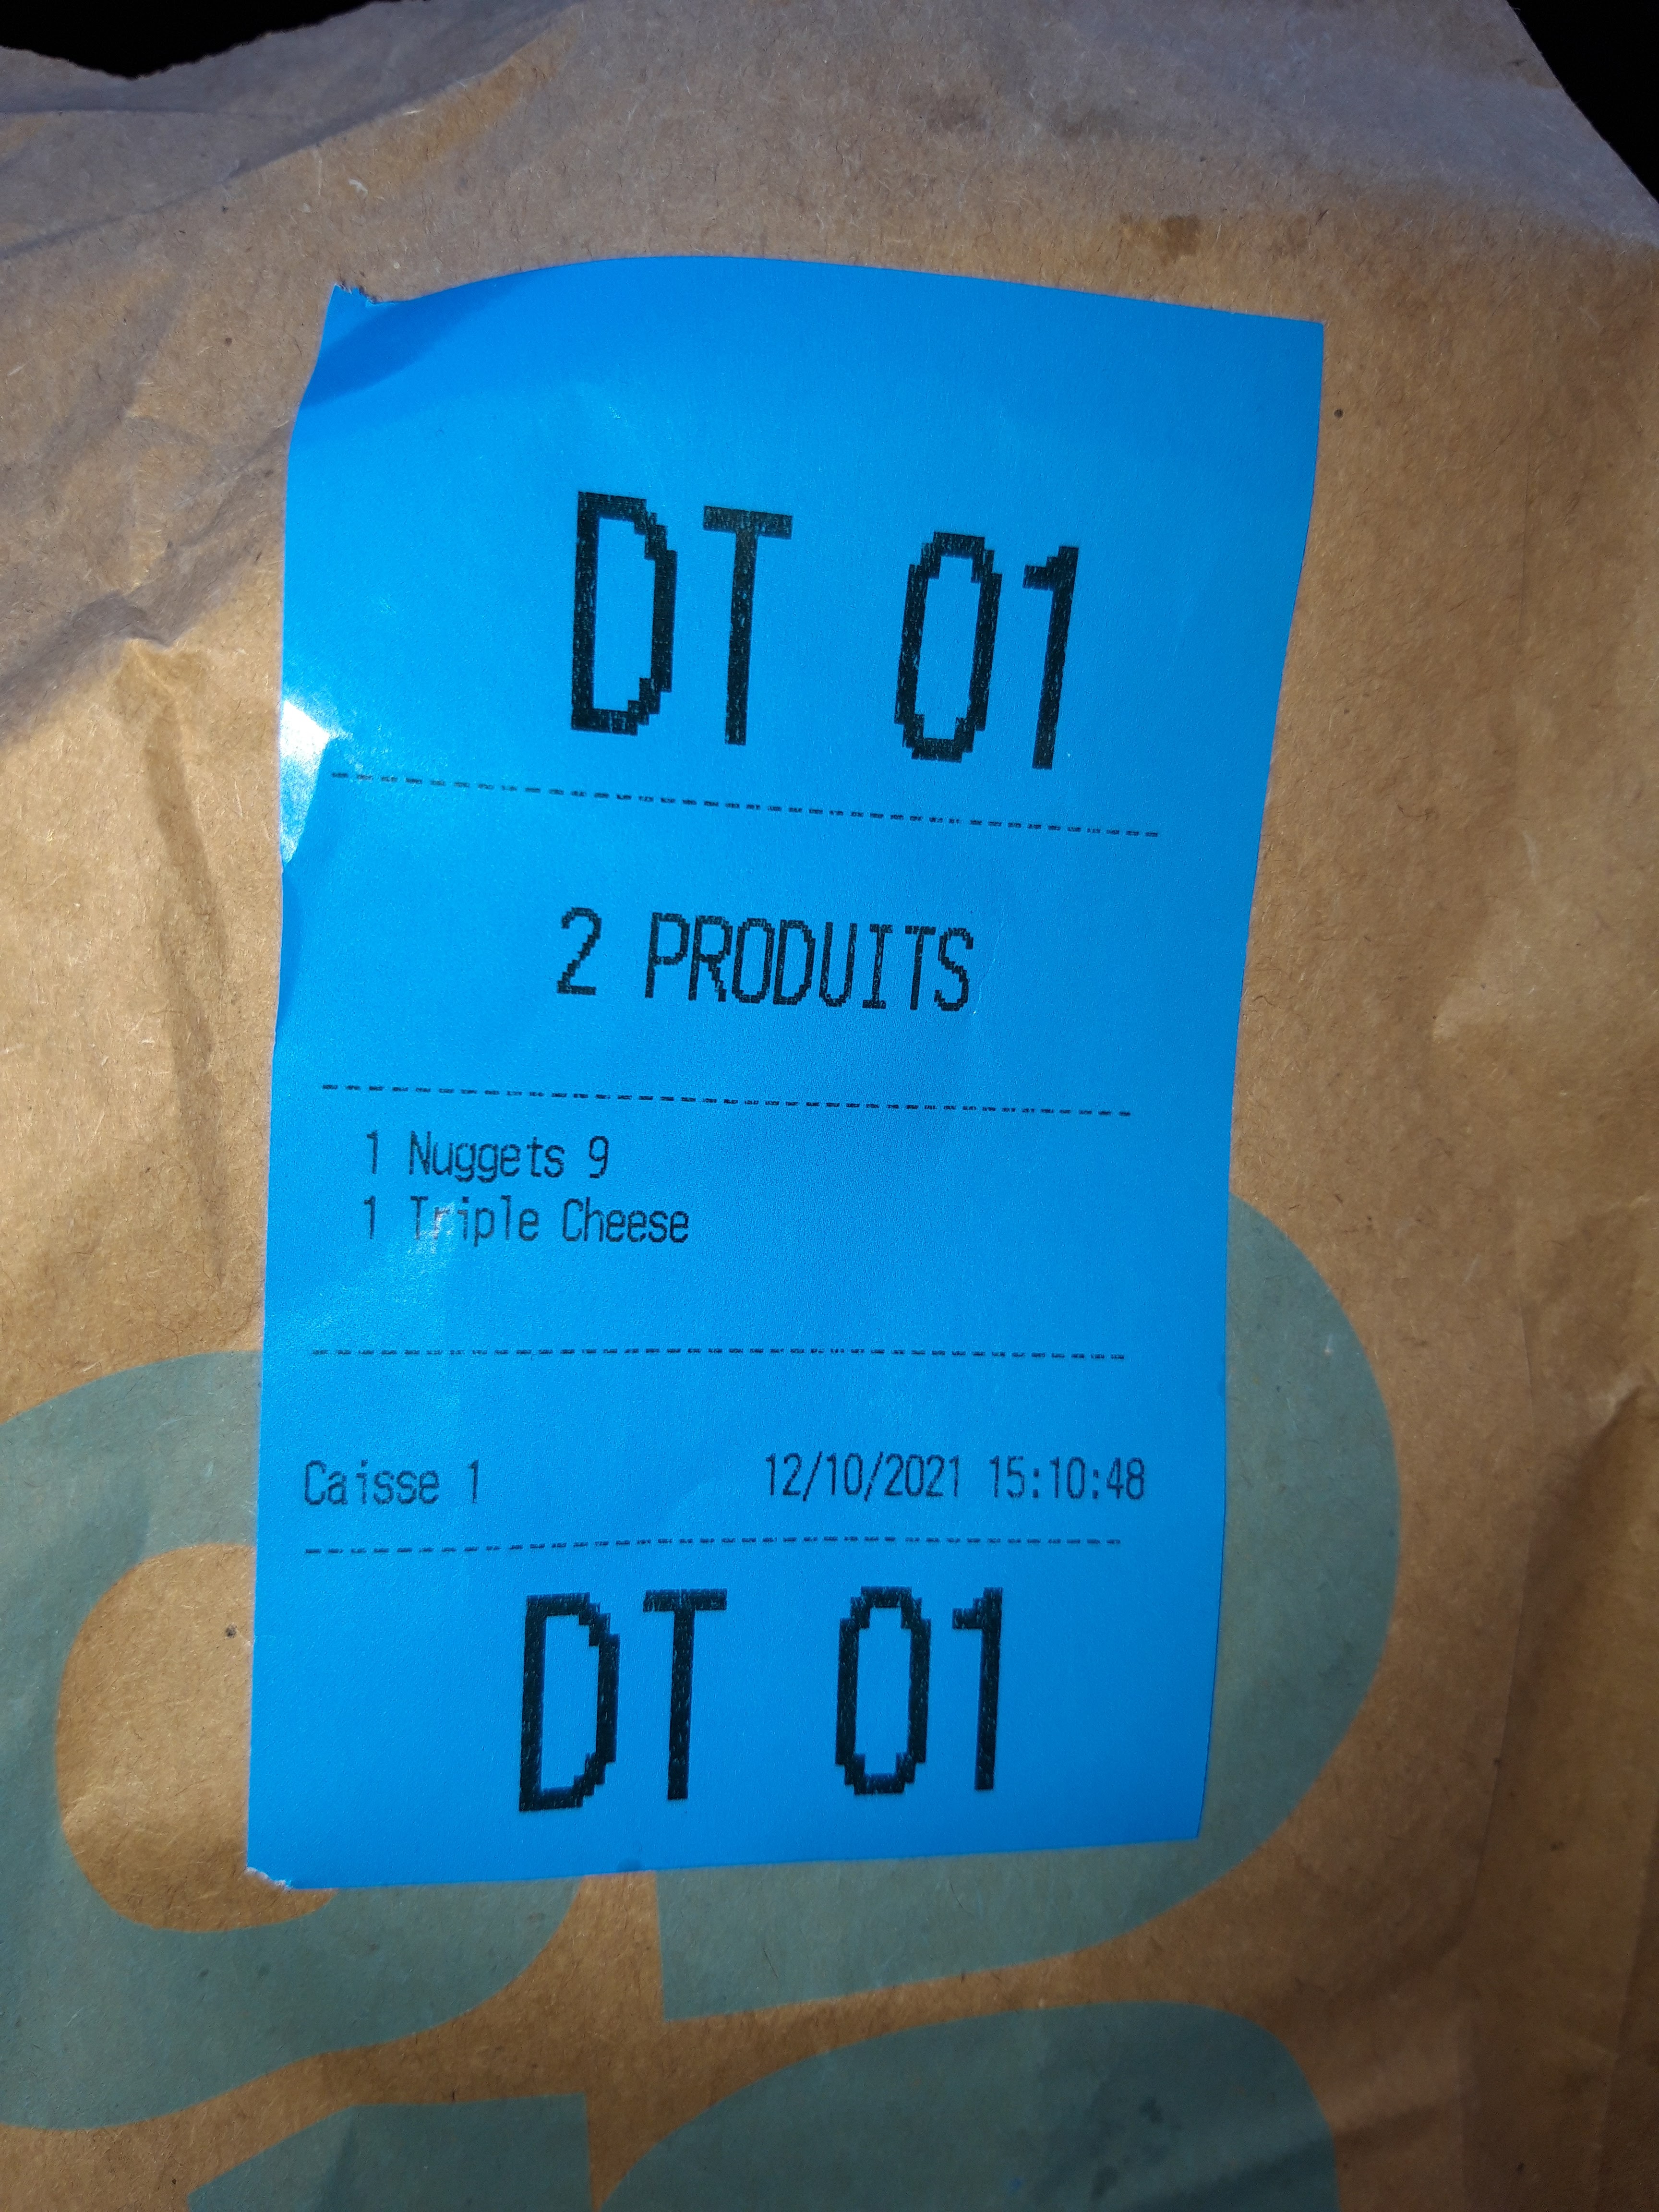 DT 01
2 PRODUITS
1 Nuggets 9
1 Triple Cheese
Caisse 1 12/10/2021 15:10:48
DT 01